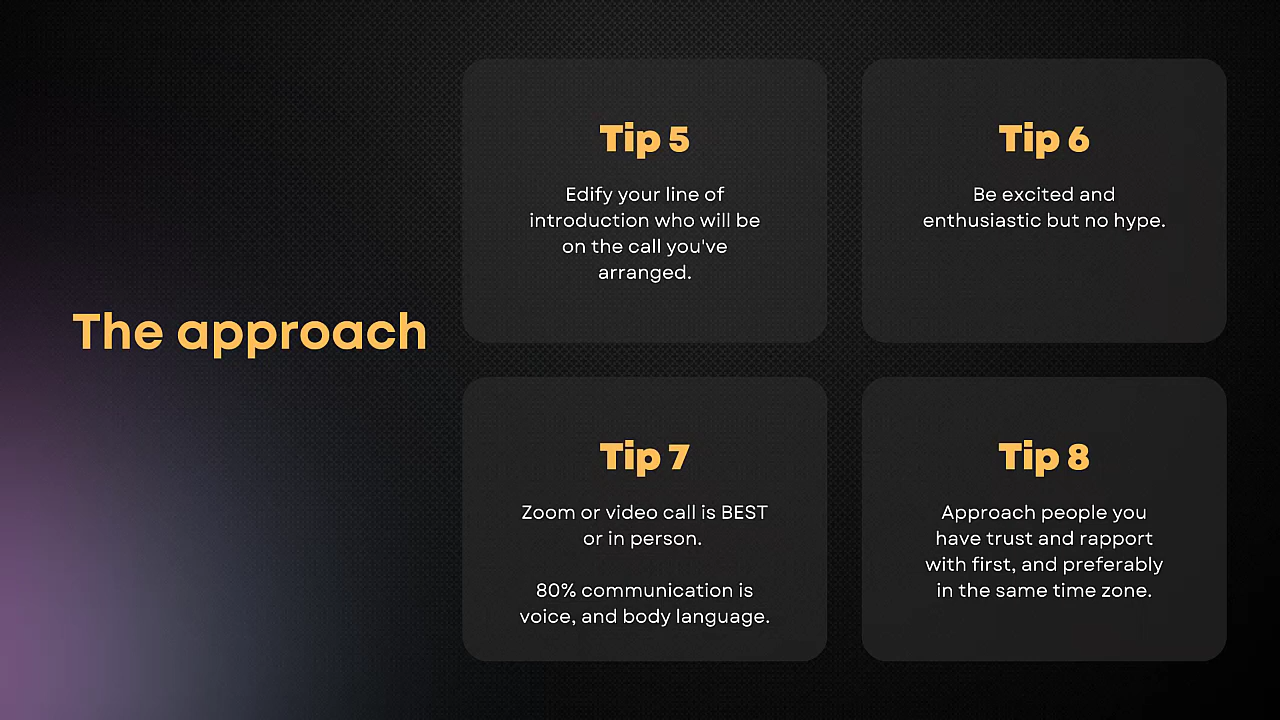 The approach
Tip 5
Edify your line of
introduction who will be
on the call you've
arranged.
Tip 6
Be excited and
enthusiastic but no hype.
Tip 7
Zoom or video call is BEST
or in person.
80% communication is
voice, and body language.
Tip 8
Approach people you
have trust and rapport
with first, and preferably
in the same time zone.